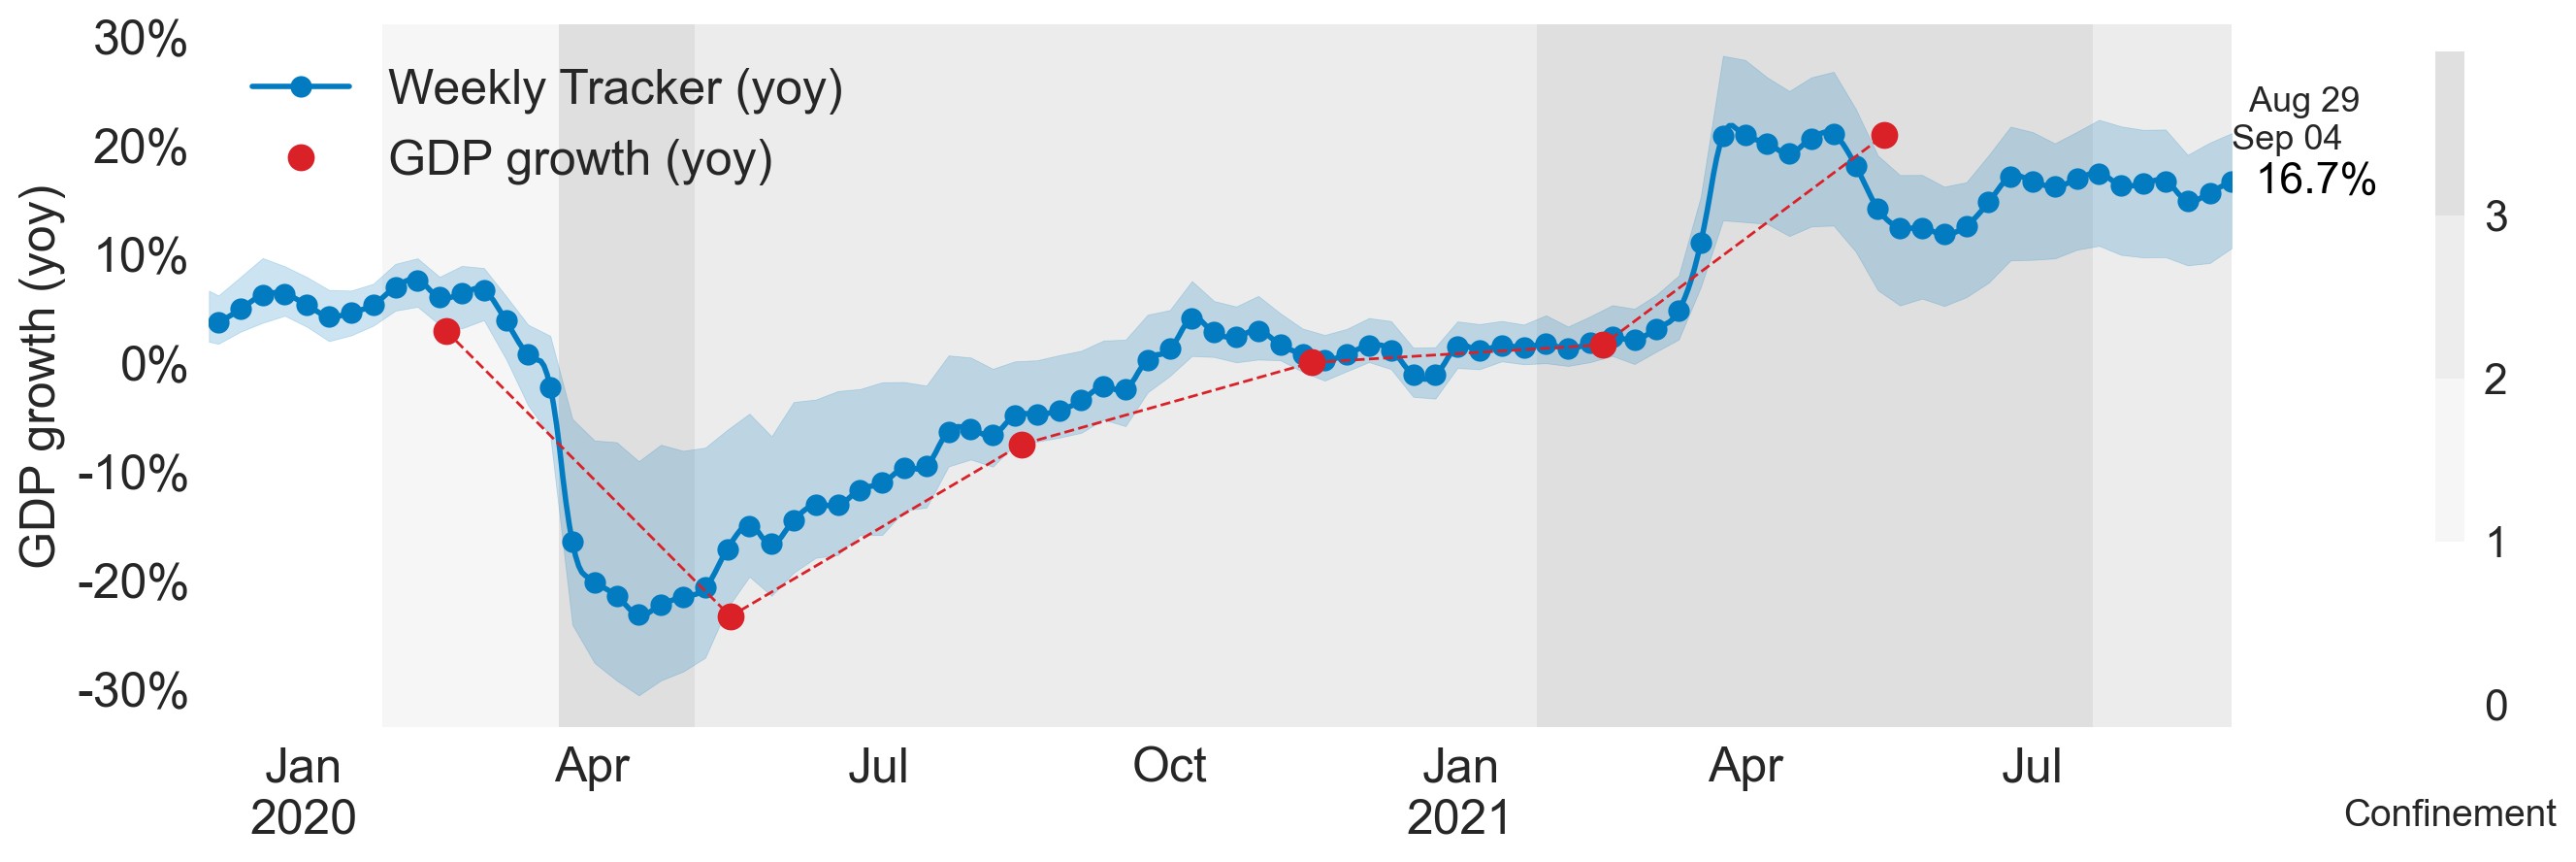 30%
20%
10%
0%
-10%
-20%
-30%
GDP growth (yoy)
Weekly Tracker (yoy)
GDP growth (yoy)
Aug 29
Sep 04
16.7%
3
2
1
0
Confinement
Jan
2020
Apr
Jul
Oct
Jan
2021
Apr
Jul